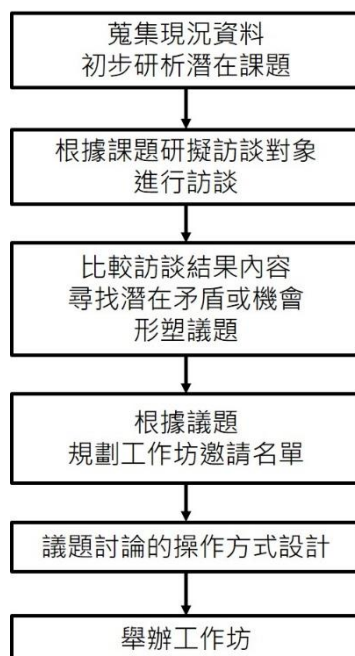 蒐集現況資料
初步研析潛在課題
根據課題研擬訪談對象
進行訪談
比較訪談結果內容
尋找潛在矛盾或機會
形塑議題
根據議題
規劃工作坊邀請名單
議題討論的操作方式設計
舉辦工作坊